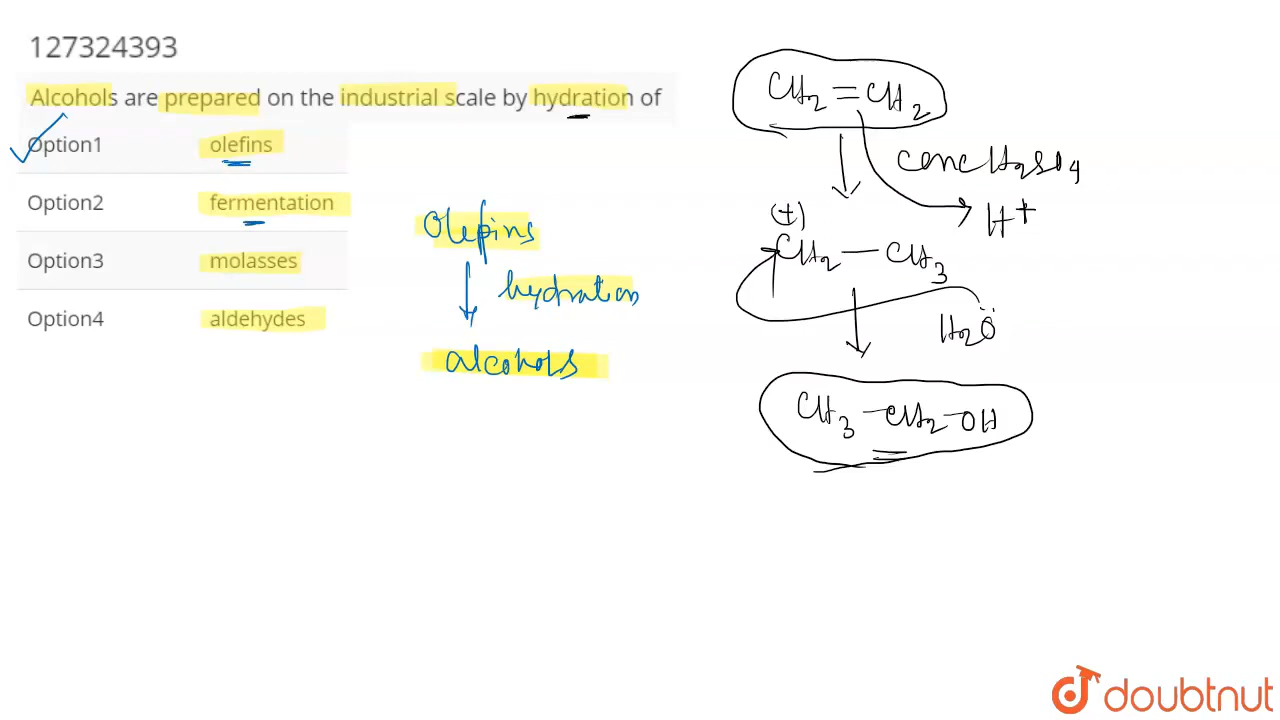 127324393
Alcohols are prepared on the industrial scale by hydration of
Option1 olefins
Option2 fermentation
Option3 molasses
Option4 aldehydes
Olefins
hydration
alcohols
CH2=CH2
conc H2SO4
H+
(+)
CH2—CH3
H2Ö
CH3—CH2—OH
doubtnut